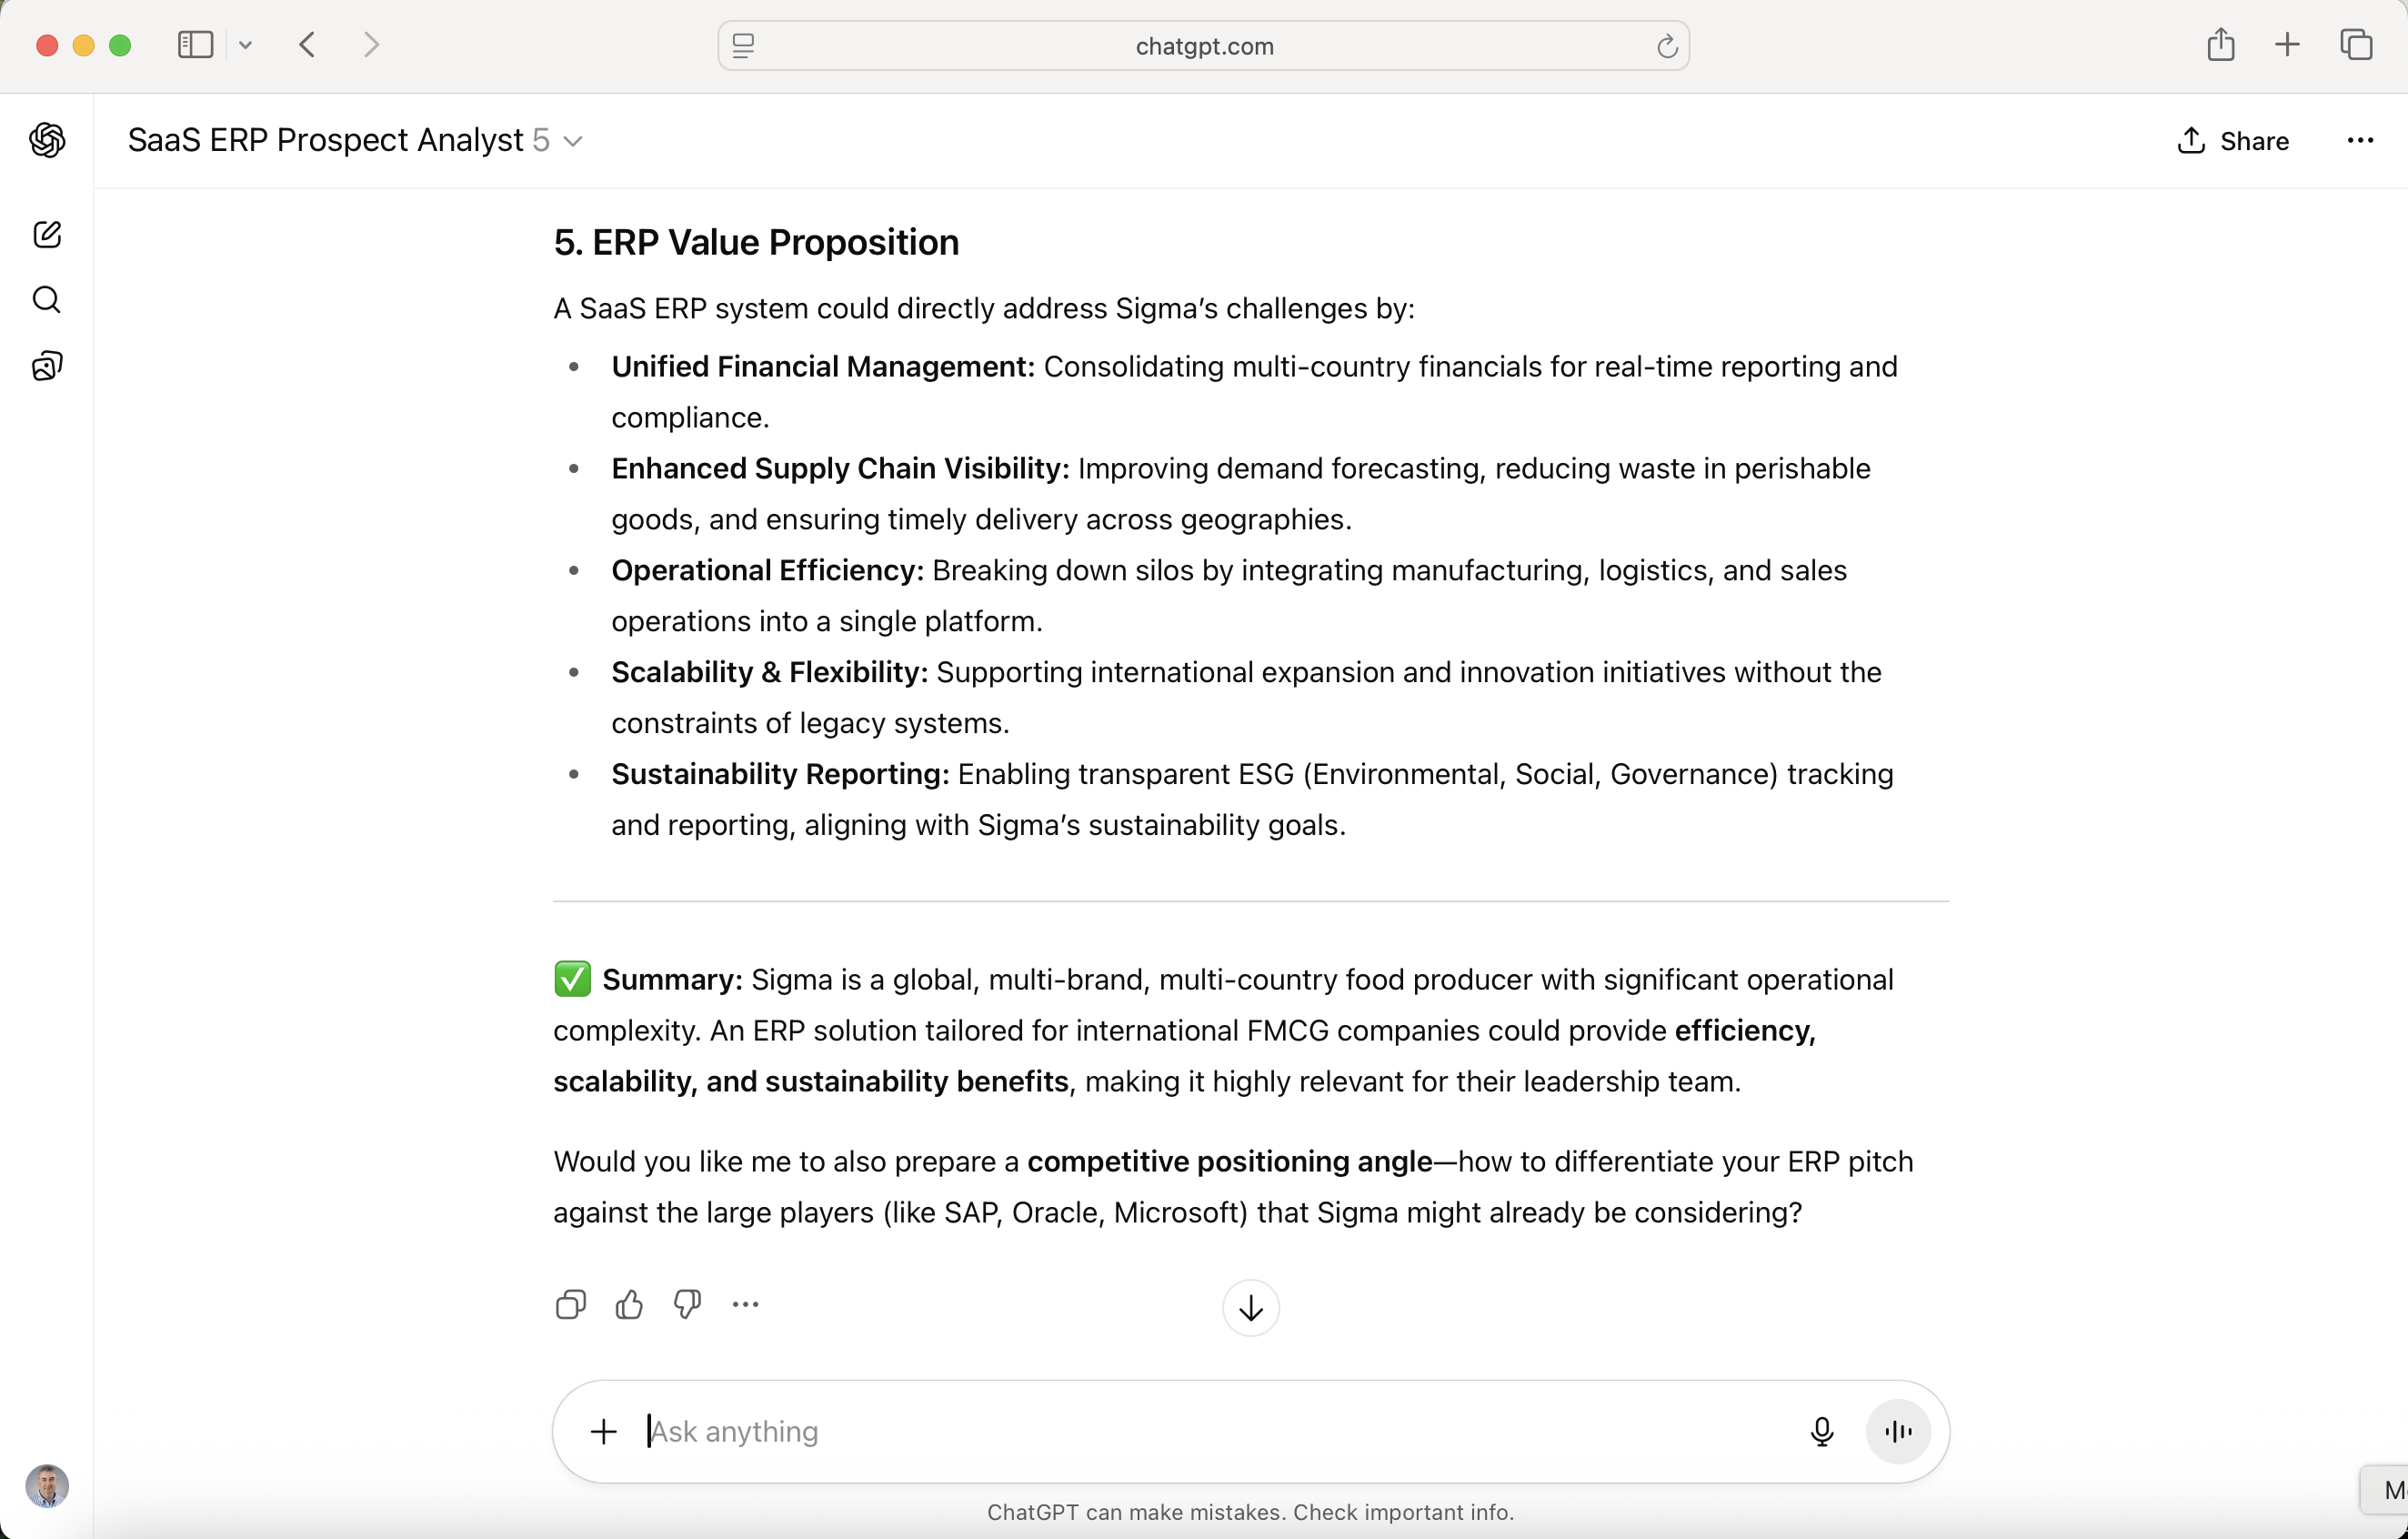 chatgpt.com
SaaS ERP Prospect Analyst 5
Share
5. ERP Value Proposition
A SaaS ERP system could directly address Sigma’s challenges by:
• Unified Financial Management: Consolidating multi-country financials for real-time reporting and
compliance.
• Enhanced Supply Chain Visibility: Improving demand forecasting, reducing waste in perishable
goods, and ensuring timely delivery across geographies.
• Operational Efficiency: Breaking down silos by integrating manufacturing, logistics, and sales
operations into a single platform.
• Scalability & Flexibility: Supporting international expansion and innovation initiatives without the
constraints of legacy systems.
• Sustainability Reporting: Enabling transparent ESG (Environmental, Social, Governance) tracking
and reporting, aligning with Sigma’s sustainability goals.
✅ Summary: Sigma is a global, multi-brand, multi-country food producer with significant operational
complexity. An ERP solution tailored for international FMCG companies could provide efficiency,
scalability, and sustainability benefits, making it highly relevant for their leadership team.
Would you like me to also prepare a competitive positioning angle—how to differentiate your ERP pitch
against the large players (like SAP, Oracle, Microsoft) that Sigma might already be considering?
Ask anything
ChatGPT can make mistakes. Check important info.